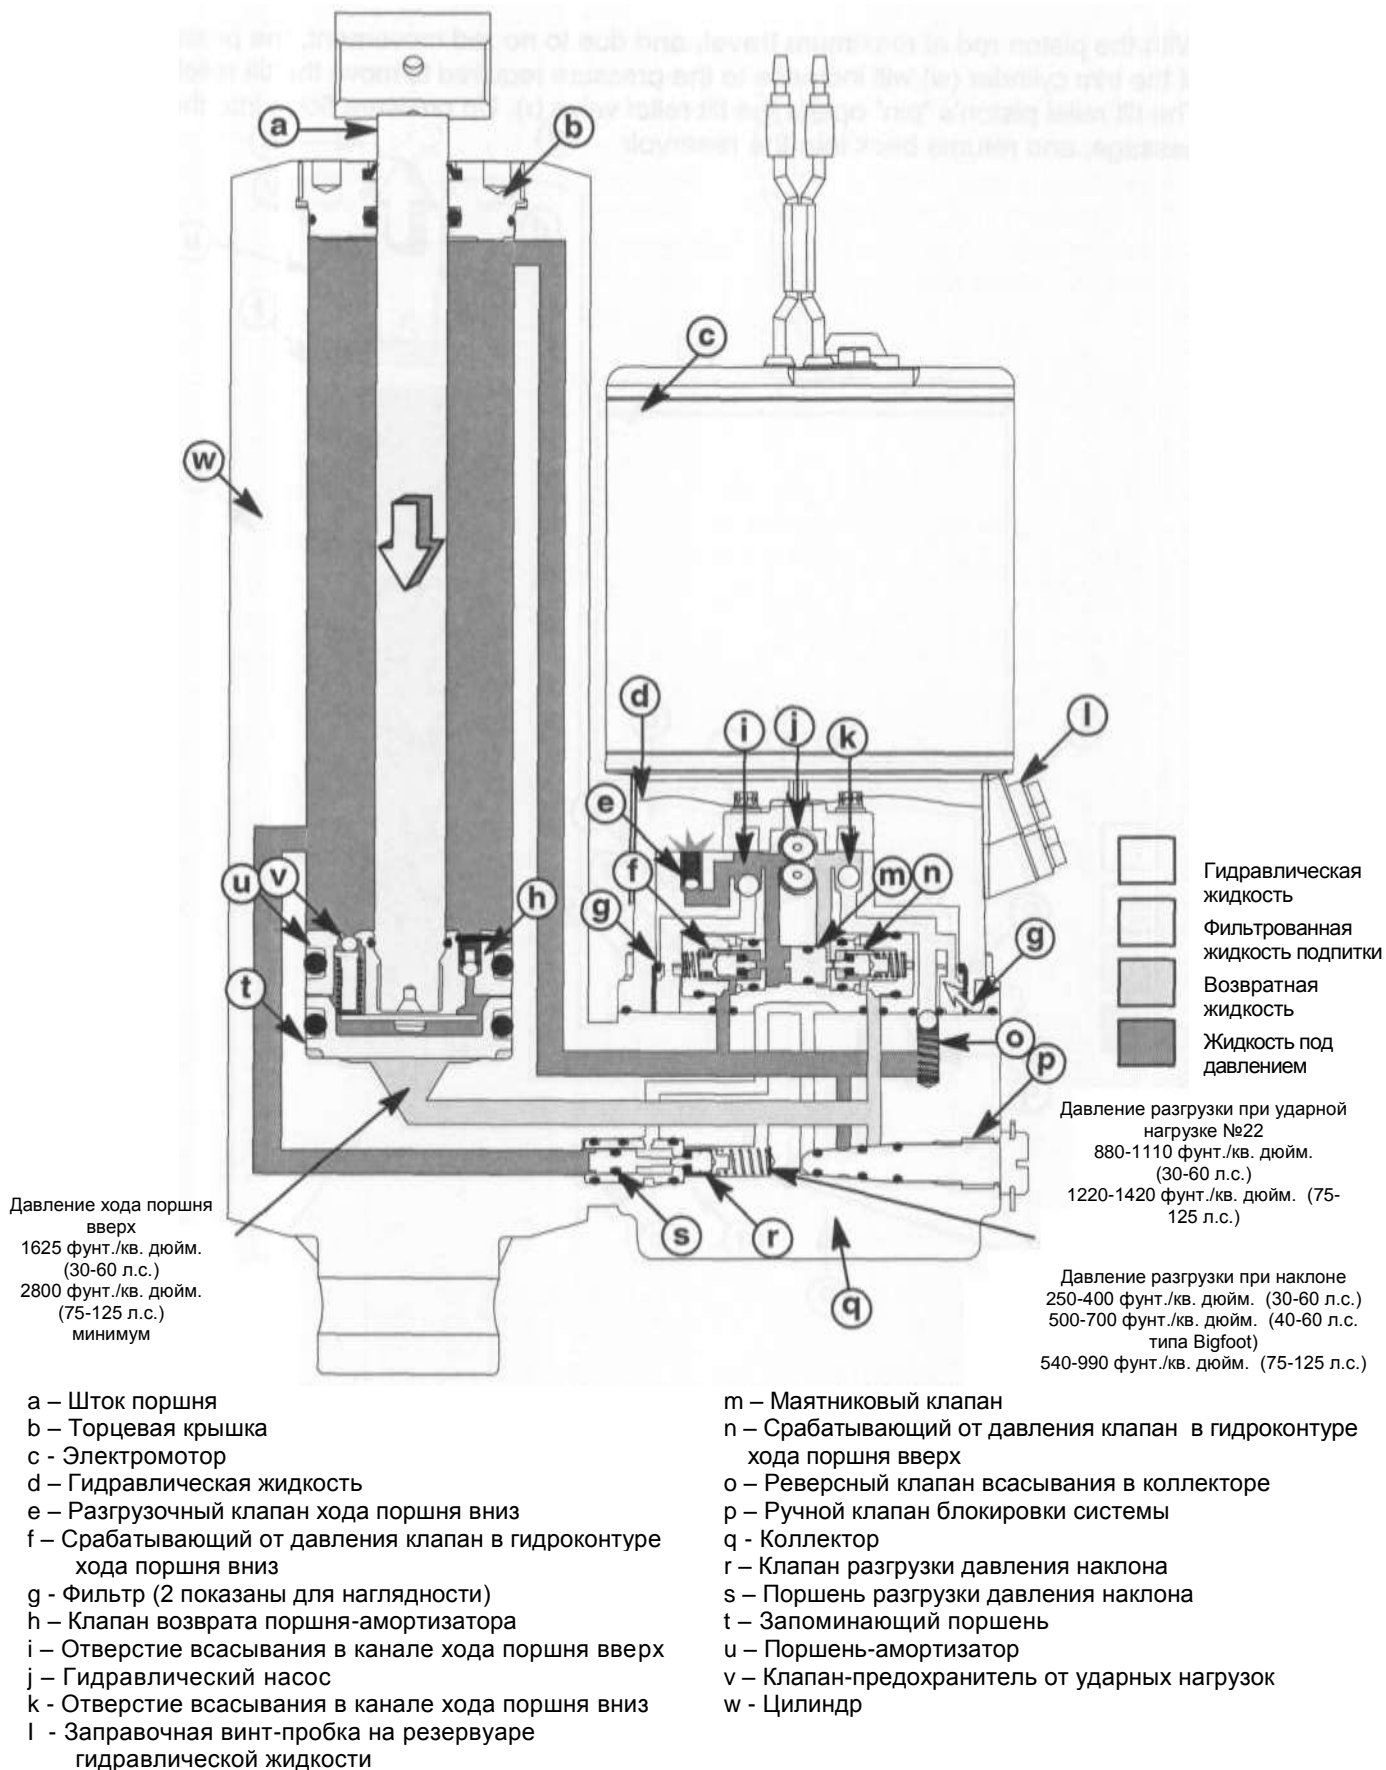 a
b
c
w
d
i
j
k
l
e
f
m
n
u
v
h
g
g
t
o
p
s
r
q
Гидравлическая
жидкость
Фильтрованная
жидкость подпитки
Возвратная
жидкость
Жидкость под
давлением
Давление разгрузки при ударной
нагрузке №22
880-1110 фунт./кв. дюйм.
(30-60 л.с.)
1220-1420 фунт./кв. дюйм. (75-
125 л.с.)
Давление хода поршня
вверх
1625 фунт./кв. дюйм.
(30-60 л.с.)
2800 фунт./кв. дюйм.
(75-125 л.с.)
минимум
Давление разгрузки при наклоне
250-400 фунт./кв. дюйм. (30-60 л.с.)
500-700 фунт./кв. дюйм. (40-60 л.с.
типа Bigfoot)
540-990 фунт./кв. дюйм. (75-125 л.с.)
a – Шток поршня
b – Торцевая крышка
c - Электромотор
d – Гидравлическая жидкость
e – Разгрузочный клапан хода поршня вниз
f – Срабатывающий от давления клапан в гидроконтуре
хода поршня вниз
g - Фильтр (2 показаны для наглядности)
h – Клапан возврата поршня-амортизатора
i – Отверстие всасывания в канале хода поршня вверх
j – Гидравлический насос
k - Отверстие всасывания в канале хода поршня вниз
l - Заправочная винт-пробка на резервуаре
гидравлической жидкости
m – Маятниковый клапан
n – Срабатывающий от давления клапан в гидроконтуре
хода поршня вверх
o – Реверсный клапан всасывания в коллекторе
p – Ручной клапан блокировки системы
q - Коллектор
r – Клапан разгрузки давления наклона
s – Поршень разгрузки давления наклона
t – Запоминающий поршень
u – Поршень-амортизатор
v – Клапан-предохранитель от ударных нагрузок
w - Цилиндр